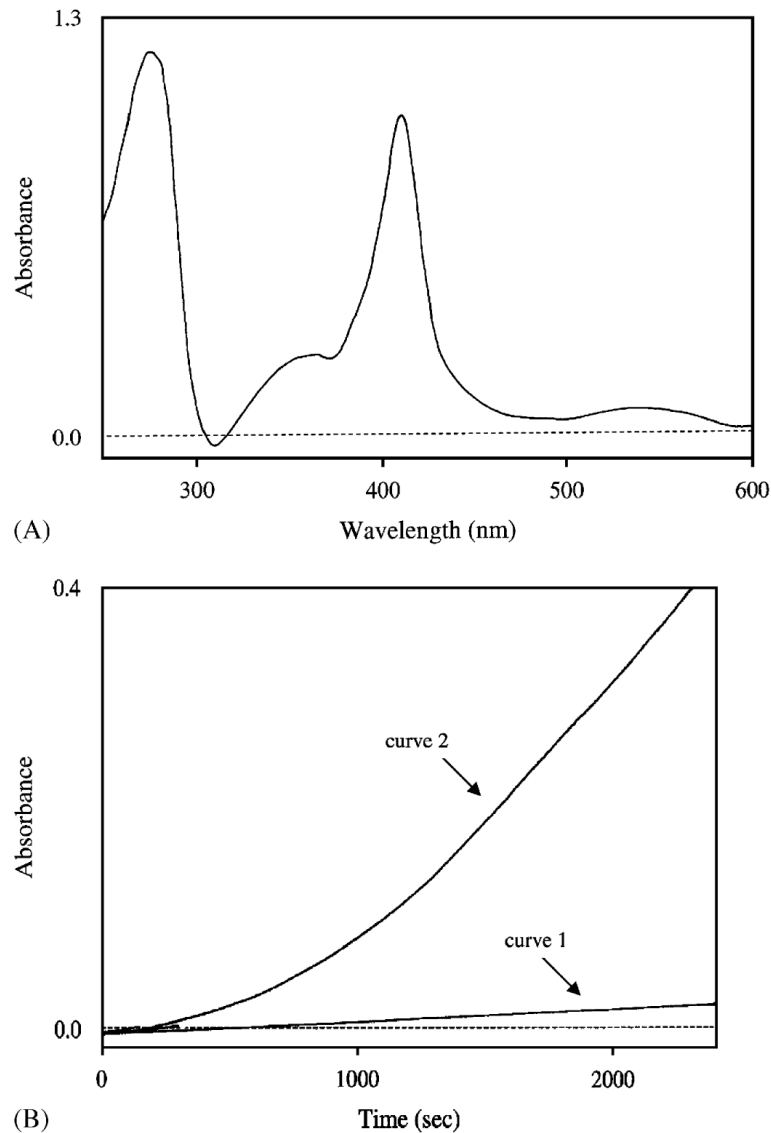 1.3
Absorbance
0.0
300 400 500 600
(A) Wavelength (nm)
0.4
curve 2
Absorbance
curve 1
0.0
0 1000 2000
(B) Time (sec)